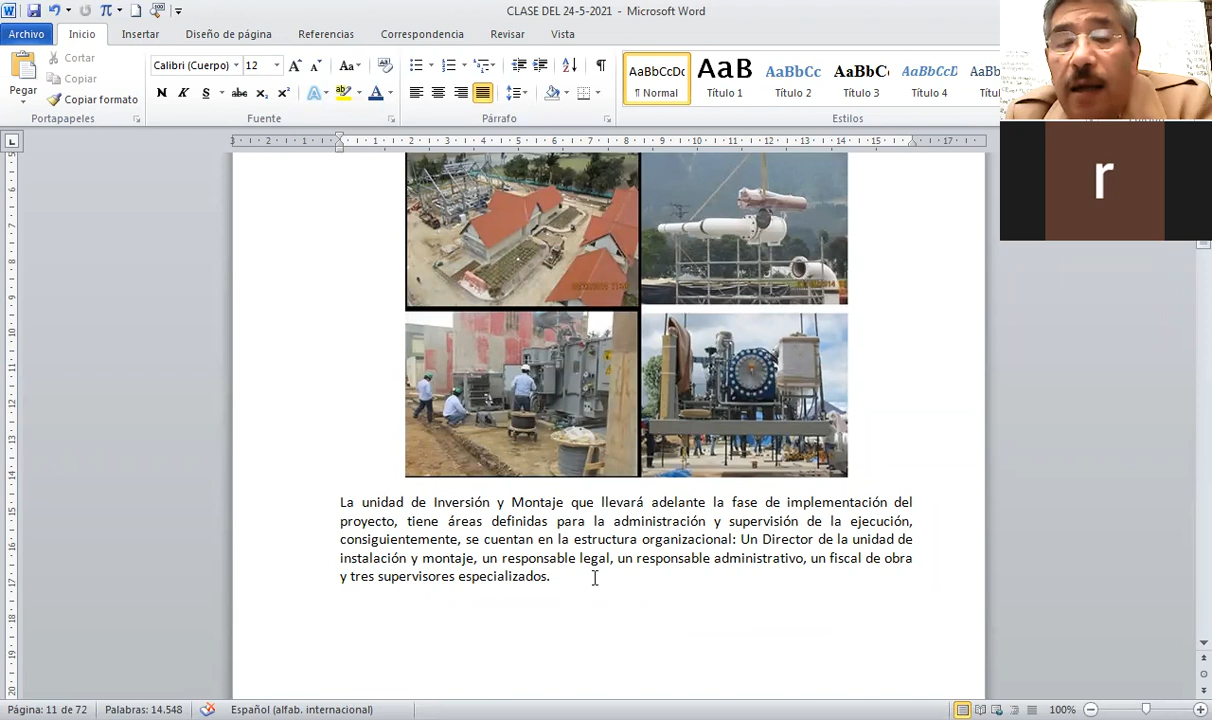 CLASE DEL 24-5-2021 - Microsoft Word
Archivo Inicio Insertar Diseño de página Referencias Correspondencia Revisar Vista
Pegar
Cortar
Copiar
Copiar formato
Portapapeles
Calibri (Cuerpo) 12
Fuente
Párrafo
AaBbCcDc
¶ Normal
AaB
Título 1
AaBbCc
Título 2
AaBbCc
Título 3
AaBbCcD
Título 4
AaBb
Estilos
r
La unidad de Inversión y Montaje que llevará adelante la fase de implementación del
proyecto, tiene áreas definidas para la administración y supervisión de la ejecución,
consiguientemente, se cuentan en la estructura organizacional: Un Director de la unidad de
instalación y montaje, un responsable legal, un responsable administrativo, un fiscal de obra
y tres supervisores especializados.
Página: 11 de 72 Palabras: 14.548 Español (alfab. internacional) 100%